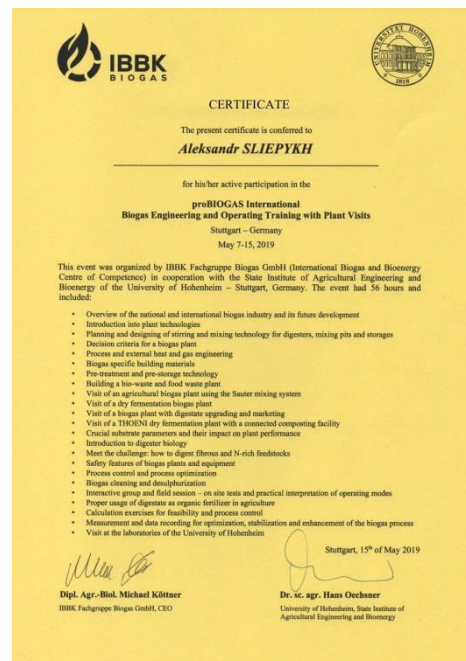 IBBK
BIOGAS
UNIVERSITÄT HOHENHEIM
1818
CERTIFICATE
The present certificate is conferred to
Aleksandr SLIEPYKH
for his/her active participation in the
proBIOGAS International
Biogas Engineering and Operating Training with Plant Visits
Stuttgart – Germany
May 7-15, 2019
This event was organized by IBBK Fachgruppe Biogas GmbH (International Biogas and Bioenergy
Centre of Competence) in cooperation with the State Institute of Agricultural Engineering and
Bioenergy of the University of Hohenheim – Stuttgart, Germany. The event had 56 hours and
included:
• Overview of the national and international biogas industry and its future development
• Introduction into plant technologies
• Planning and designing of stirring and mixing technology for digesters, mixing pits and storages
• Decision criteria for a biogas plant
• Process and external heat and gas engineering
• Biogas specific building materials
• Pre-treatment and pre-storage technology
• Building a bio-waste and food waste plant
• Visit of an agricultural biogas plant using the Sauter mixing system
• Visit of a dry fermentation biogas plant
• Visit of a biogas plant with digestate upgrading and marketing
• Visit of a THOENI dry fermentation plant with a connected composting facility
• Crucial substrate parameters and their impact on plant performance
• Introduction to digester biology
• Meet the challenge: how to digest fibrous and N-rich feedstocks
• Safety features of biogas plants and equipment
• Process control and process optimization
• Biogas cleaning and desulphurization
• Interactive group and field session – on site tests and practical interpretation of operating modes
• Proper usage of digestate as organic fertilizer in agriculture
• Calculation exercises for feasibility and process control
• Measurement and data recording for optimization, stabilization and enhancement of the biogas process
• Visit at the laboratories of the University of Hohenheim
Stuttgart, 15th of May 2019
Dipl. Agr.-Biol. Michael Köttner
IBBK Fachgruppe Biogas GmbH, CEO
Dr. sc. agr. Hans Oechsner
University of Hohenheim, State Institute of
Agricultural Engineering and Bioenergy